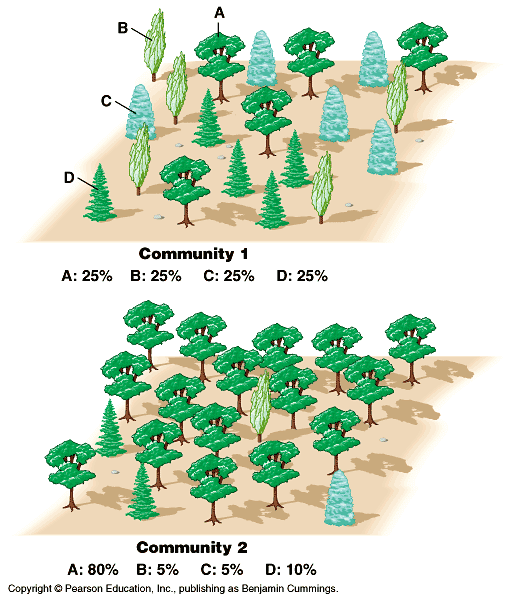 A
B
C
D
Community 1
A: 25% B: 25% C: 25% D: 25%
Community 2
A: 80% B: 5% C: 5% D: 10%
Copyright © Pearson Education, Inc., publishing as Benjamin Cummings.